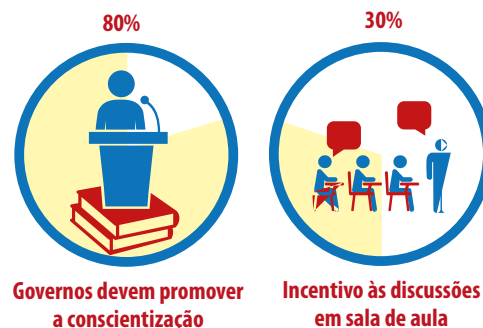 80%
Governos devem promover
a conscientização
30%
Incentivo às discussões
em sala de aula